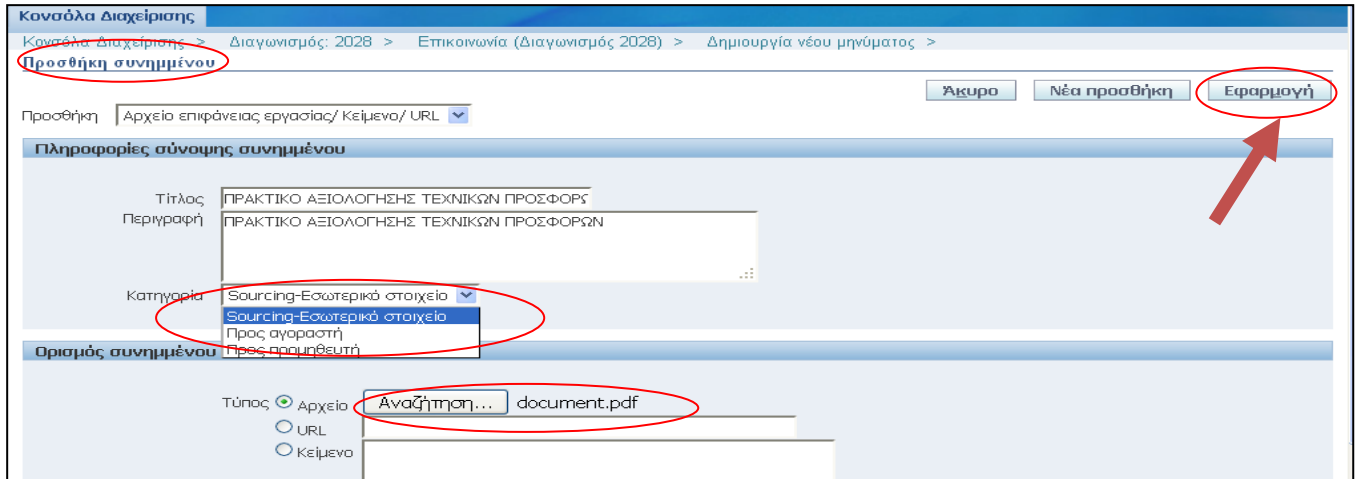 Κονσόλα Διαχείρισης
Κονσόλα Διαχείρισης > Διαγωνισμός: 2028 > Επικοινωνία (Διαγωνισμός 2028) > Δημιουργία νέου μηνύματος >
Προσθήκη συνημμένου
Άκυρο Νέα προσθήκη Εφαρμογή
Προσθήκη Αρχείο επιφάνειας εργασίας/ Κείμενο/ URL
Πληροφορίες σύνοψης συνημμένου
Τίτλος ΠΡΑΚΤΙΚΟ ΑΞΙΟΛΟΓΗΣΗΣ ΤΕΧΝΙΚΩΝ ΠΡΟΣΦΟΡΩ
Περιγραφή ΠΡΑΚΤΙΚΟ ΑΞΙΟΛΟΓΗΣΗΣ ΤΕΧΝΙΚΩΝ ΠΡΟΣΦΟΡΩΝ
Κατηγορία Sourcing-Εσωτερικό στοιχείο
Sourcing-Εσωτερικό στοιχείο
Προς αγοραστή
Προς προμηθευτή
Ορισμός συνημμένου
Τύπος Αρχείο Αναζήτηση... document.pdf
URL
Κείμενο